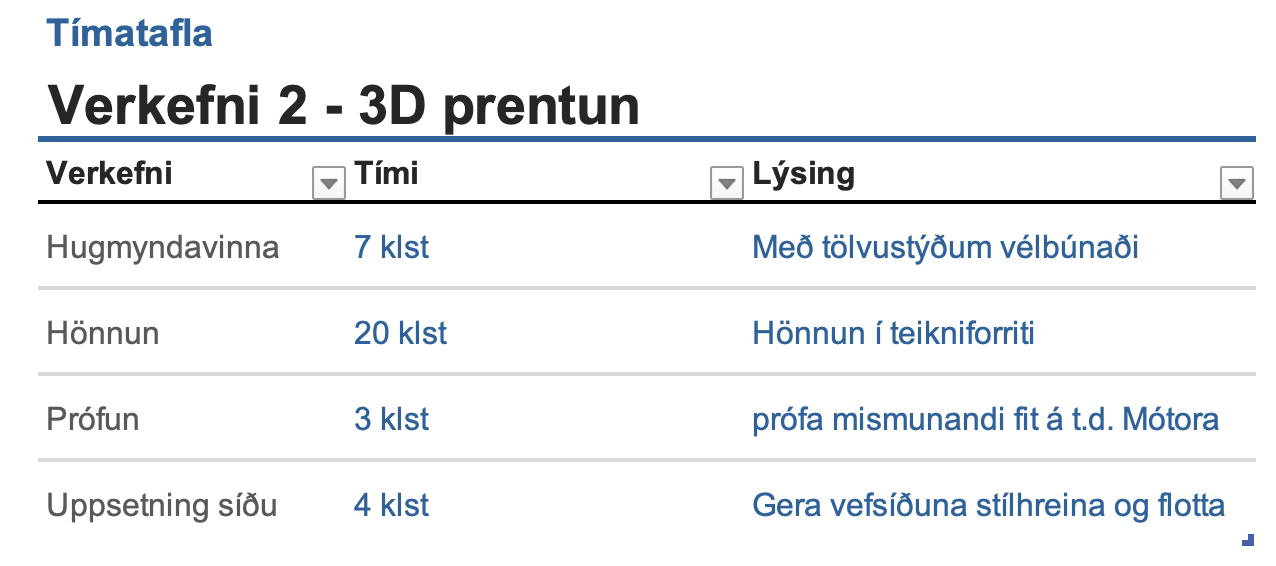 Tímatafla
Verkefni 2 - 3D prentun
Verkefni Tími Lýsing
Hugmyndavinna 7 klst Með tölvustýðum vélbúnaði
Hönnun 20 klst Hönnun í teikniforriti
Prófun 3 klst prófa mismunandi fit á t.d. Mótora
Uppsetning síðu 4 klst Gera vefsíðuna stílhreina og flotta